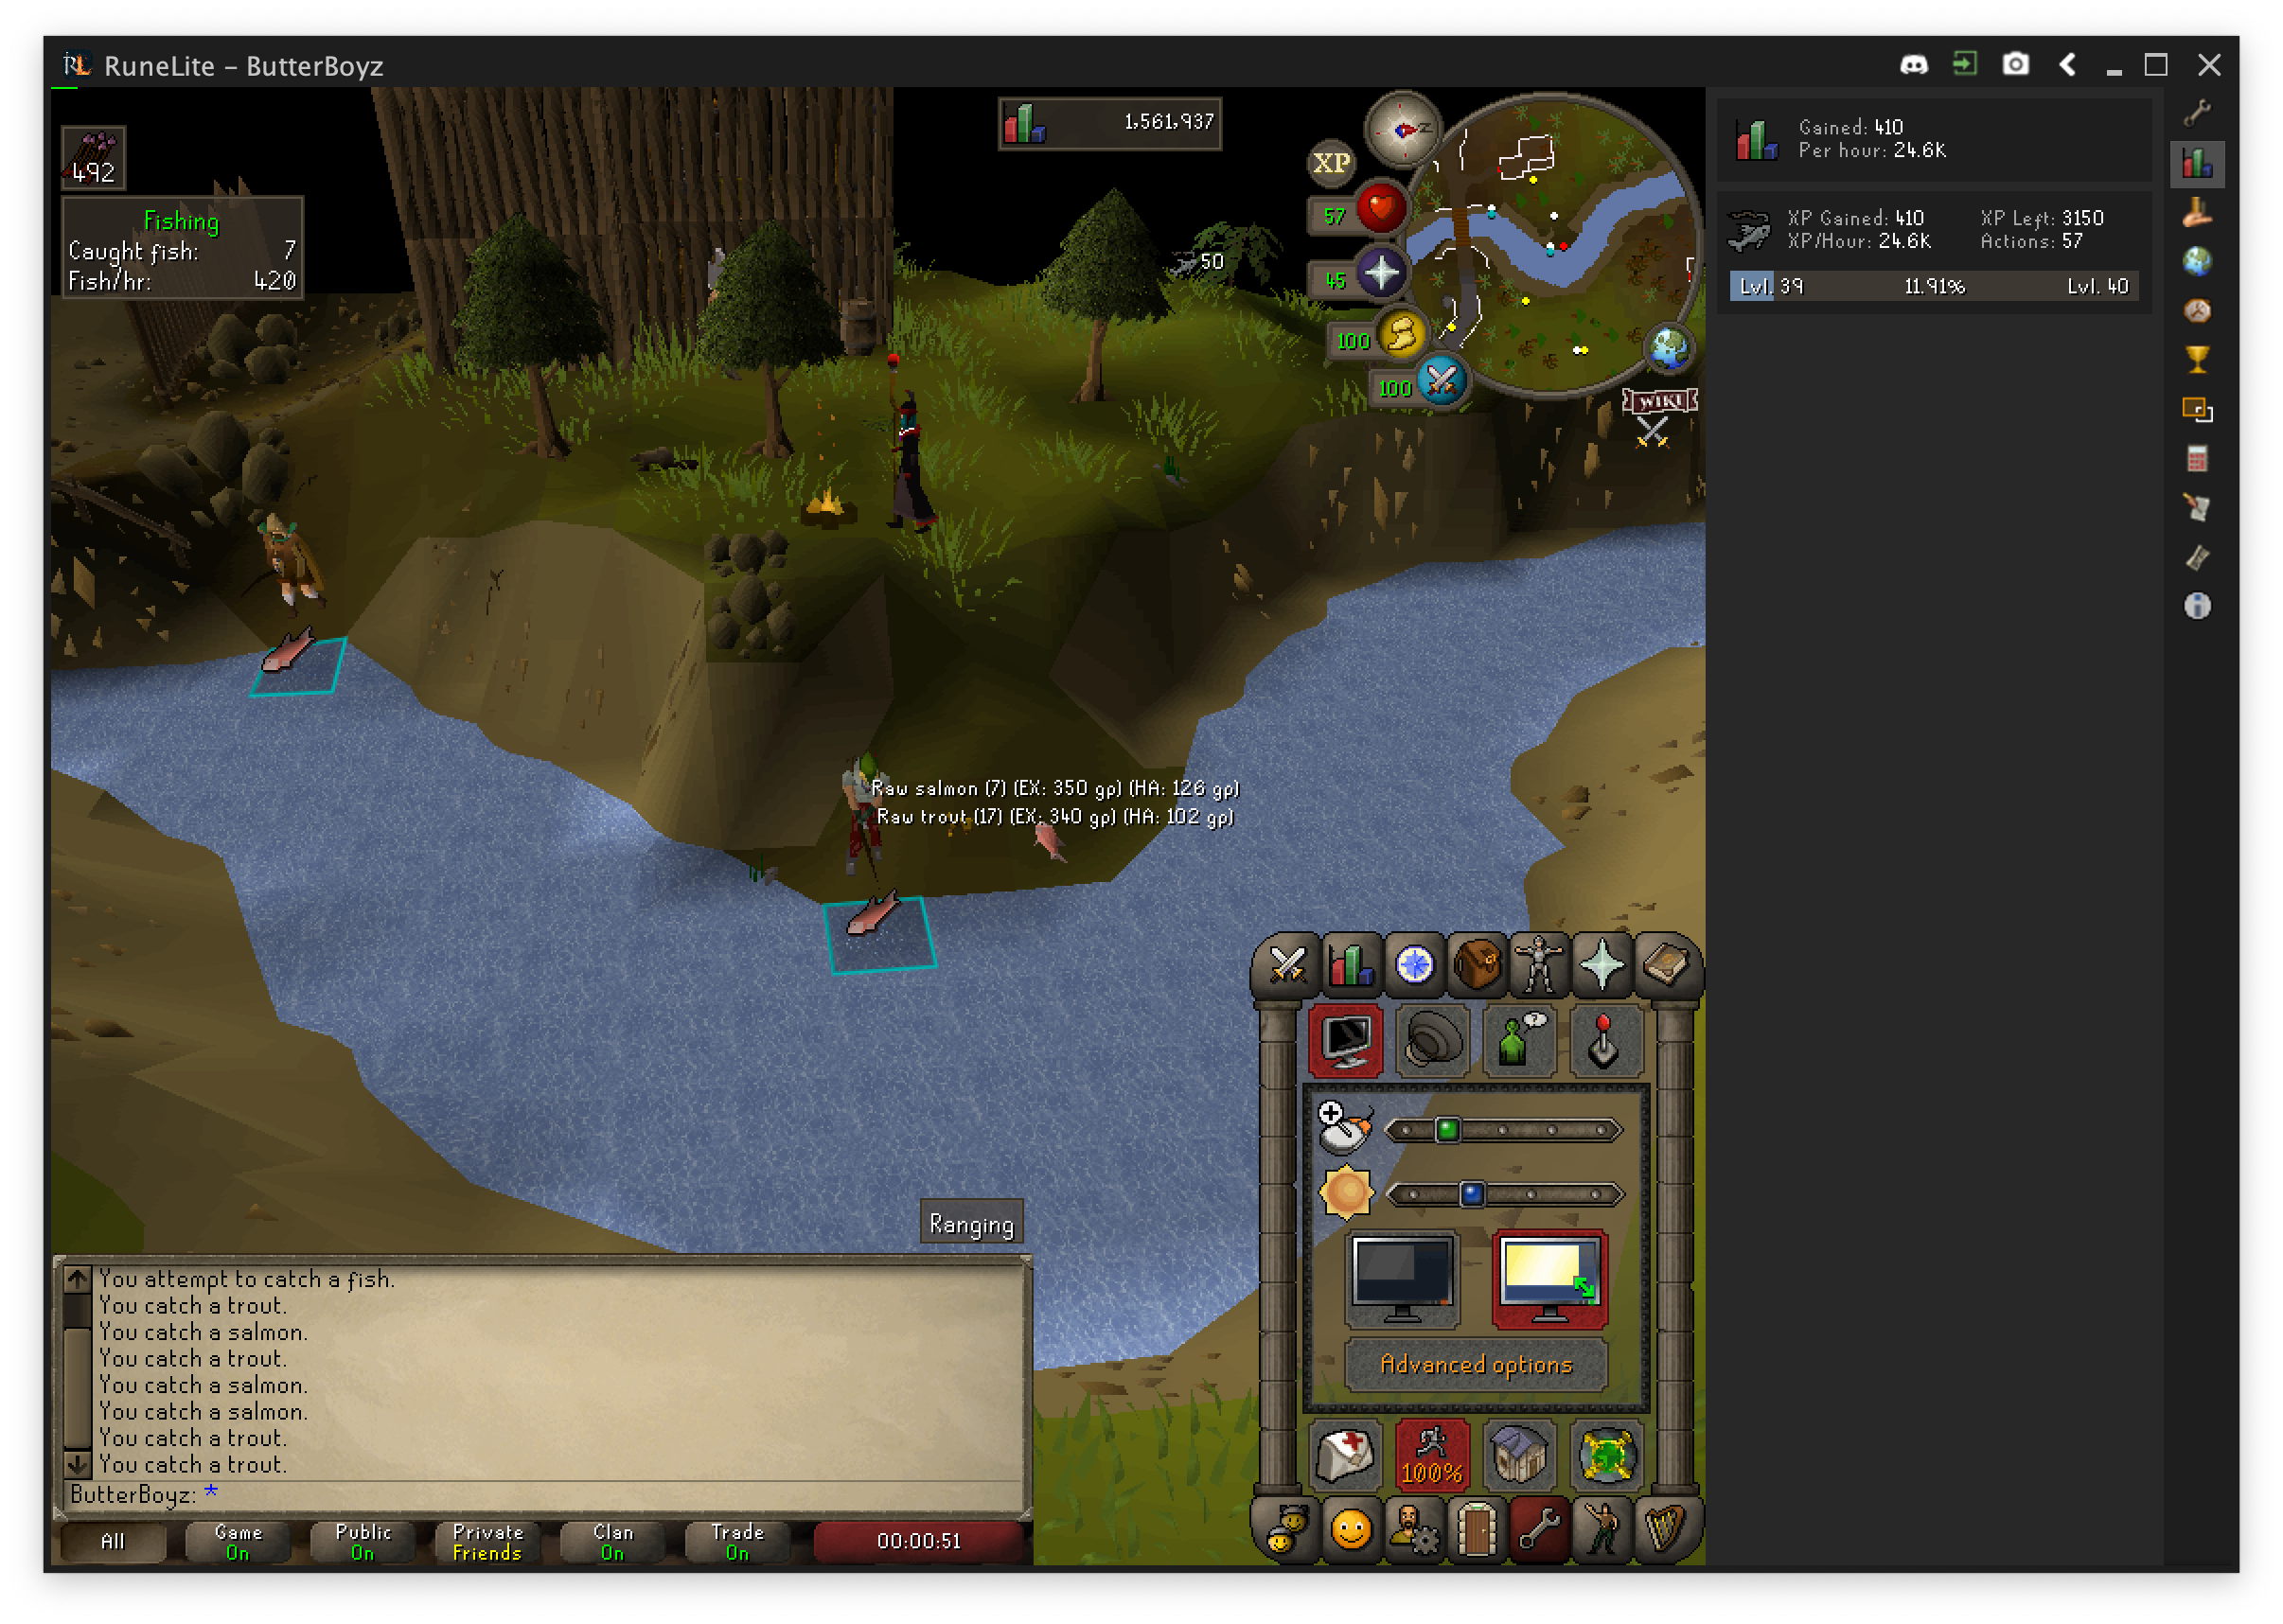 RuneLite - ButterBoyz
492
Fishing
Caught fish: 7
Fish/hr: 420
1,561,937
XP
57
45
100
100
WIKI
50
Gained: 410
Per hour: 24.6K
XP Gained: 410 XP Left: 3150
XP/Hour: 24.6K Actions: 57
Lvl. 39 11.91% Lvl. 40
Raw salmon (7) (EX: 350 gp) (HA: 126 gp)
Raw trout (17) (EX: 340 gp) (HA: 102 gp)
Ranging
You attempt to catch a fish.
You catch a trout.
You catch a salmon.
You catch a trout.
You catch a salmon.
You catch a salmon.
You catch a trout.
You catch a trout.
ButterBoyz: *
Advanced options
100%
All
Game
On
Public
On
Private
Friends
Clan
On
Trade
On
00:00:51